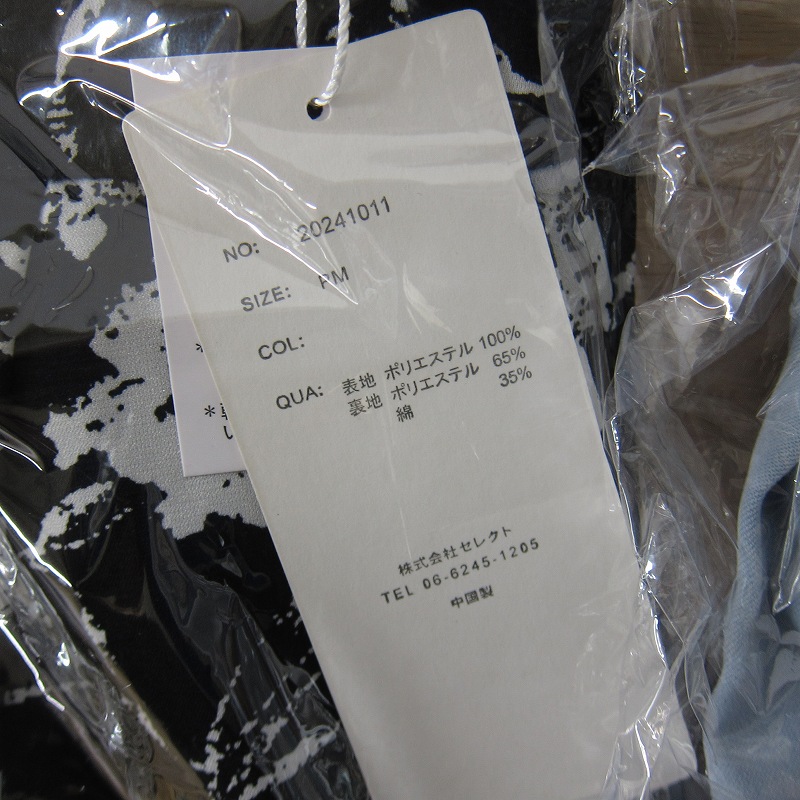 NO: 20241011
SIZE: FM
COL:
QUA: 表地 ポリエステル 100%
裏地 ポリエステル 65%
綿 35%
株式会社セレクト
TEL 06-6245-1205
中国製